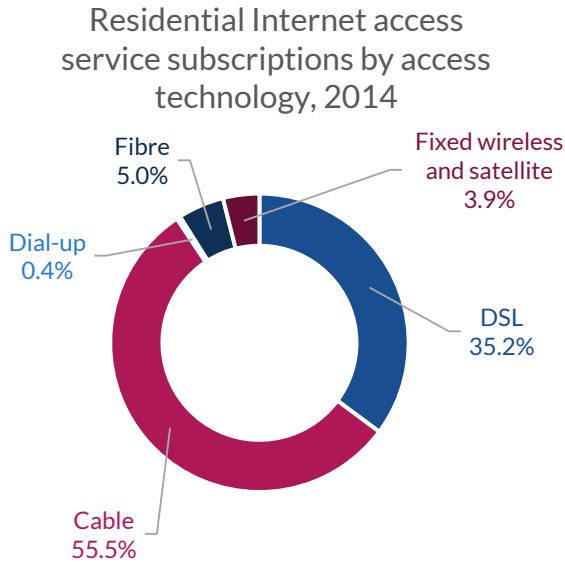 Residential Internet access
service subscriptions by access
technology, 2014
Fibre
5.0%
Fixed wireless
and satellite
3.9%
Dial-up
0.4%
DSL
35.2%
Cable
55.5%